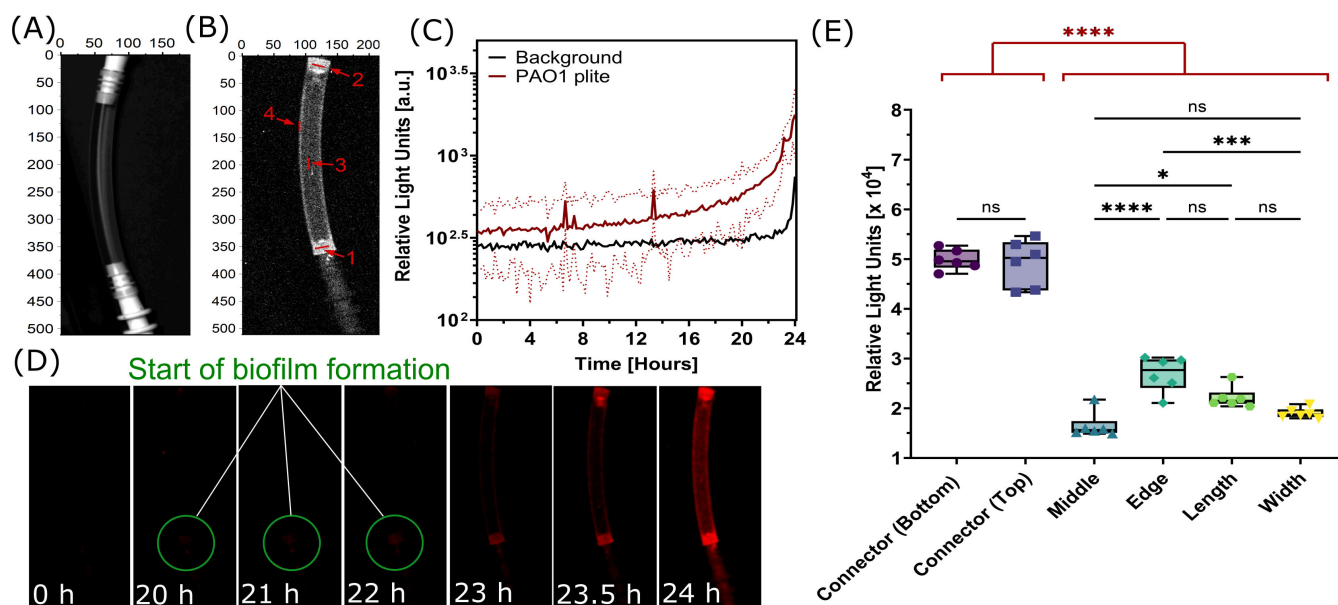 (A)
0 75 150
0
50
100
150
200
250
300
350
400
450
500
(B)
0 50 100 150 200
0
50
100
150
200
250
300
350
400
450
500
2
4
3
1
(C)
Background
PAO1 plite
Relative Light Units [a.u.]
10^3.5
10^3
10^2.5
10^2
0 4 8 12 16 20 24
Time [Hours]
(D)
Start of biofilm formation
0 h 20 h 21 h 22 h 23 h 23.5 h 24 h
(E)
****
ns
***
*
ns **** ns ns
Relative Light Units [x 10^4]
8
7
6
5
4
3
2
1
Connector (Bottom)
Connector (Top)
Middle
Edge
Length
Width